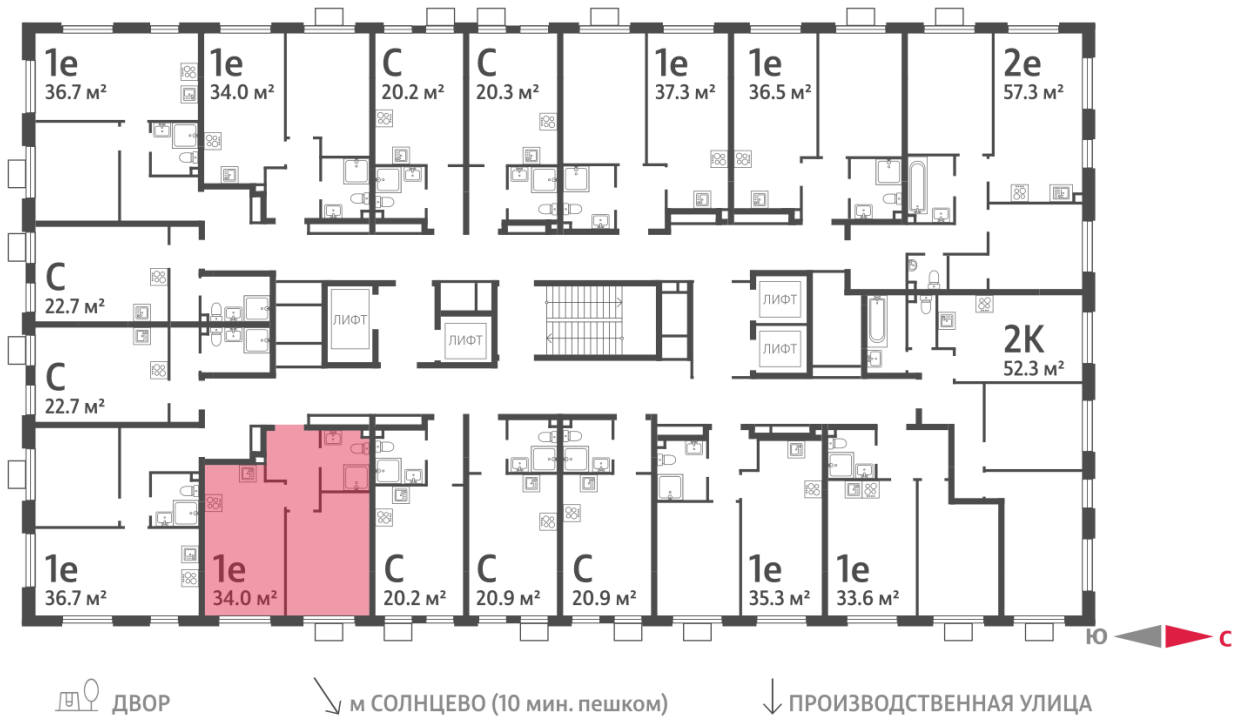 1е
36.7 м²
1е
34.0 м²
С
20.2 м²
С
20.3 м²
1е
37.3 м²
1е
36.5 м²
2е
57.3 м²
С
22.7 м²
ЛИФТ
ЛИФТ
ЛИФТ
ЛИФТ
2К
52.3 м²
С
22.7 м²
1е
36.7 м²
1е
34.0 м²
С
20.2 м²
С
20.9 м²
С
20.9 м²
1е
35.3 м²
1е
33.6 м²
Ю С
ДВОР
м СОЛНЦЕВО (10 мин. пешком)
ПРОИЗВОДСТВЕННАЯ УЛИЦА